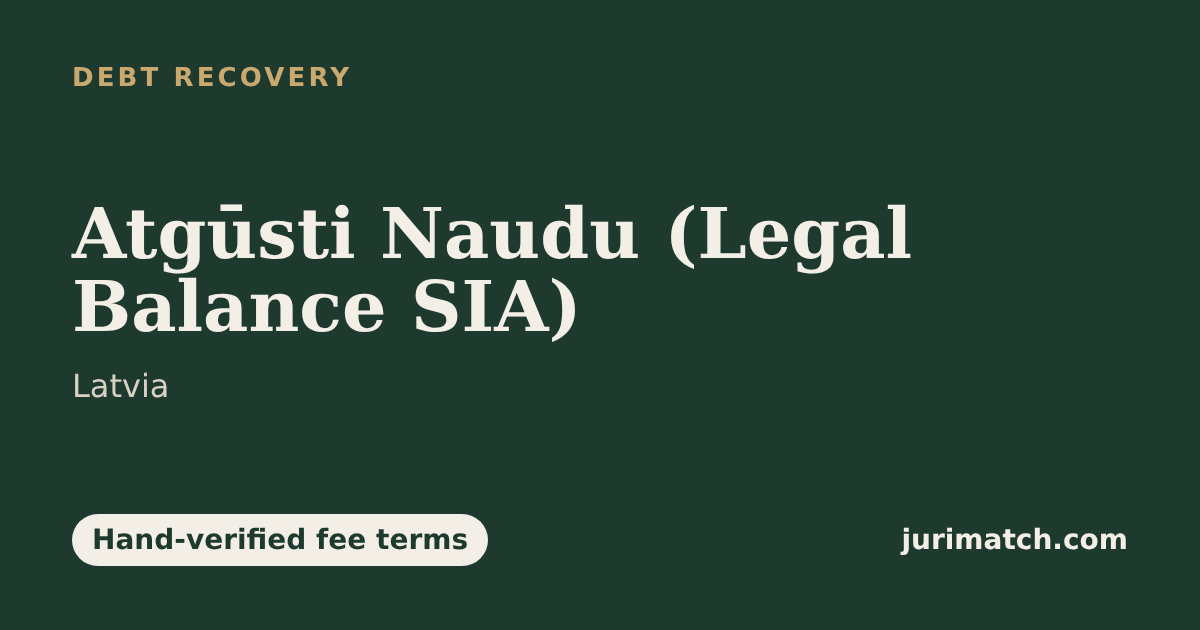 DEBT RECOVERY
Atgūsti Naudu (Legal
Balance SIA)
Latvia
Hand-verified fee terms
jurimatch.com